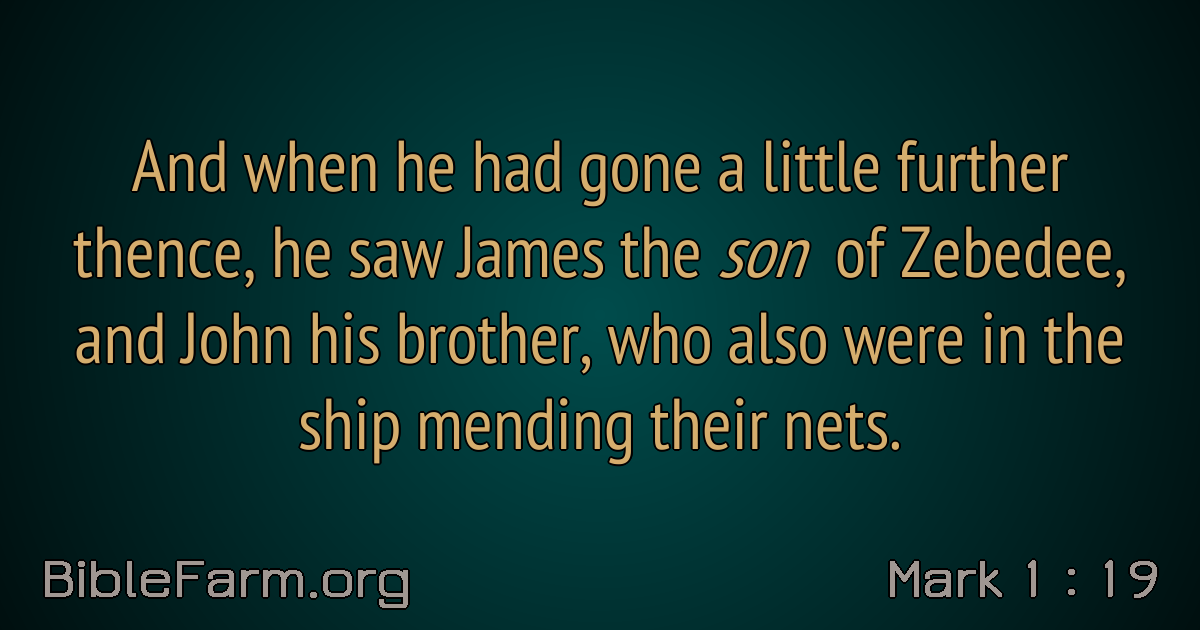 And when he had gone a little further
thence, he saw James the son of Zebedee,
and John his brother, who also were in the
ship mending their nets.
BibleFarm.org
Mark 1 : 19